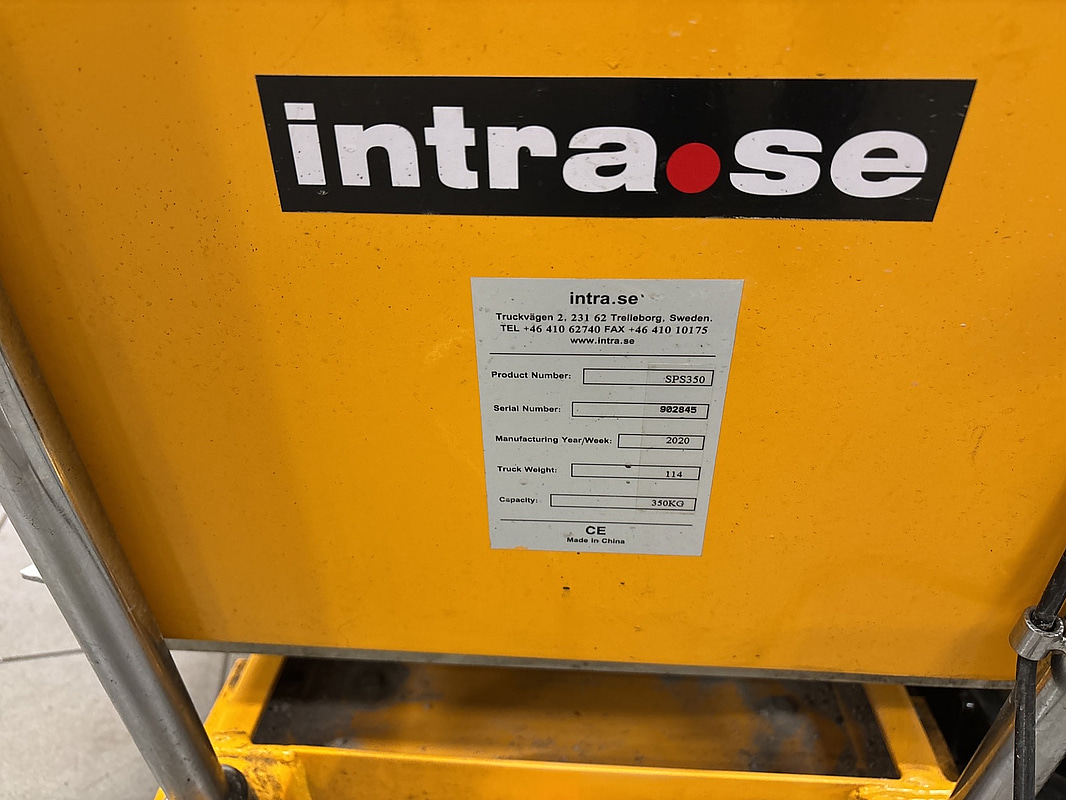 intra.se
intra.se
Truckvägen 2. 231 62 Trelleborg, Sweden.
TEL +46 410 62740 FAX +46 410 10175
www.intra.se
Product Number: SPS350
Serial Number: 902845
Manufacturing Year/Week: 2020
Truck Weight: 114
Capacity: 350KG
CE
Made in China